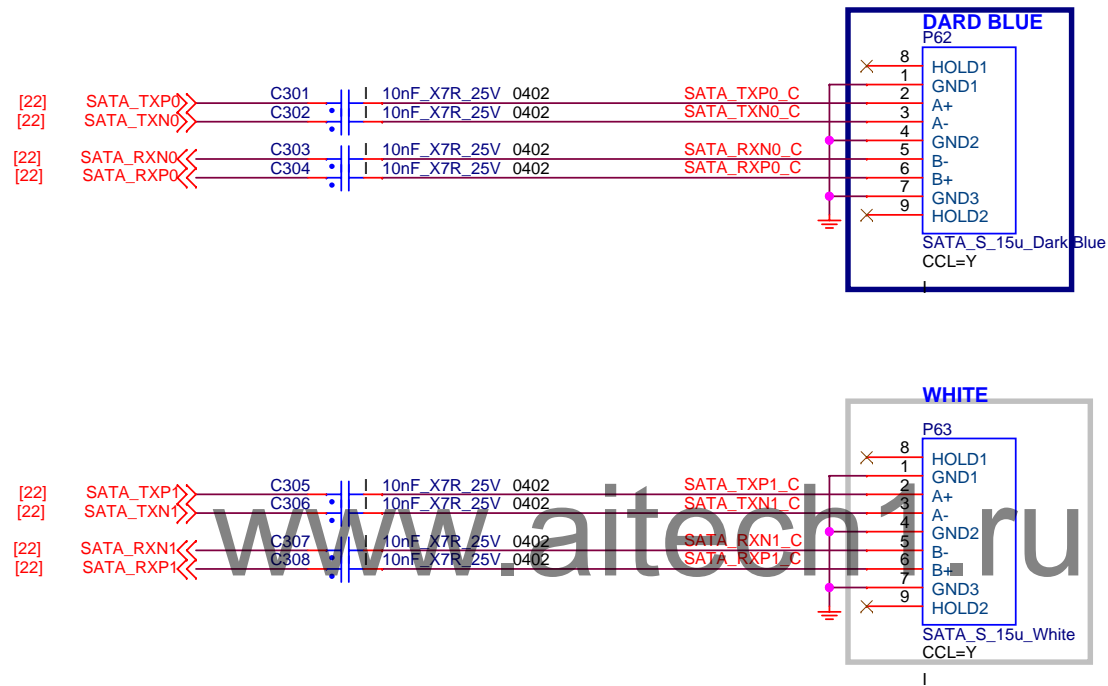 DARD BLUE
P62
8 HOLD1
1 GND1
[22] SATA_TXP0 C301 I 10nF_X7R_25V 0402 SATA_TXP0_C 2 A+
[22] SATA_TXN0 C302 I 10nF_X7R_25V 0402 SATA_TXN0_C 3 A-
4 GND2
[22] SATA_RXN0 C303 I 10nF_X7R_25V 0402 SATA_RXN0_C 5 B-
[22] SATA_RXP0 C304 I 10nF_X7R_25V 0402 SATA_RXP0_C 6 B+
7 GND3
9 HOLD2
SATA_S_15u_Dark Blue
CCL=Y
I
WHITE
P63
8 HOLD1
1 GND1
[22] SATA_TXP1 C305 I 10nF_X7R_25V 0402 SATA_TXP1_C 2 A+
[22] SATA_TXN1 C306 I 10nF_X7R_25V 0402 SATA_TXN1_C 3 A-
4 GND2
[22] SATA_RXN1 C307 I 10nF_X7R_25V 0402 SATA_RXN1_C 5 B-
[22] SATA_RXP1 C308 I 10nF_X7R_25V 0402 SATA_RXP1_C 6 B+
7 GND3
9 HOLD2
www.aitech1.ru
SATA_S_15u_White
CCL=Y
I